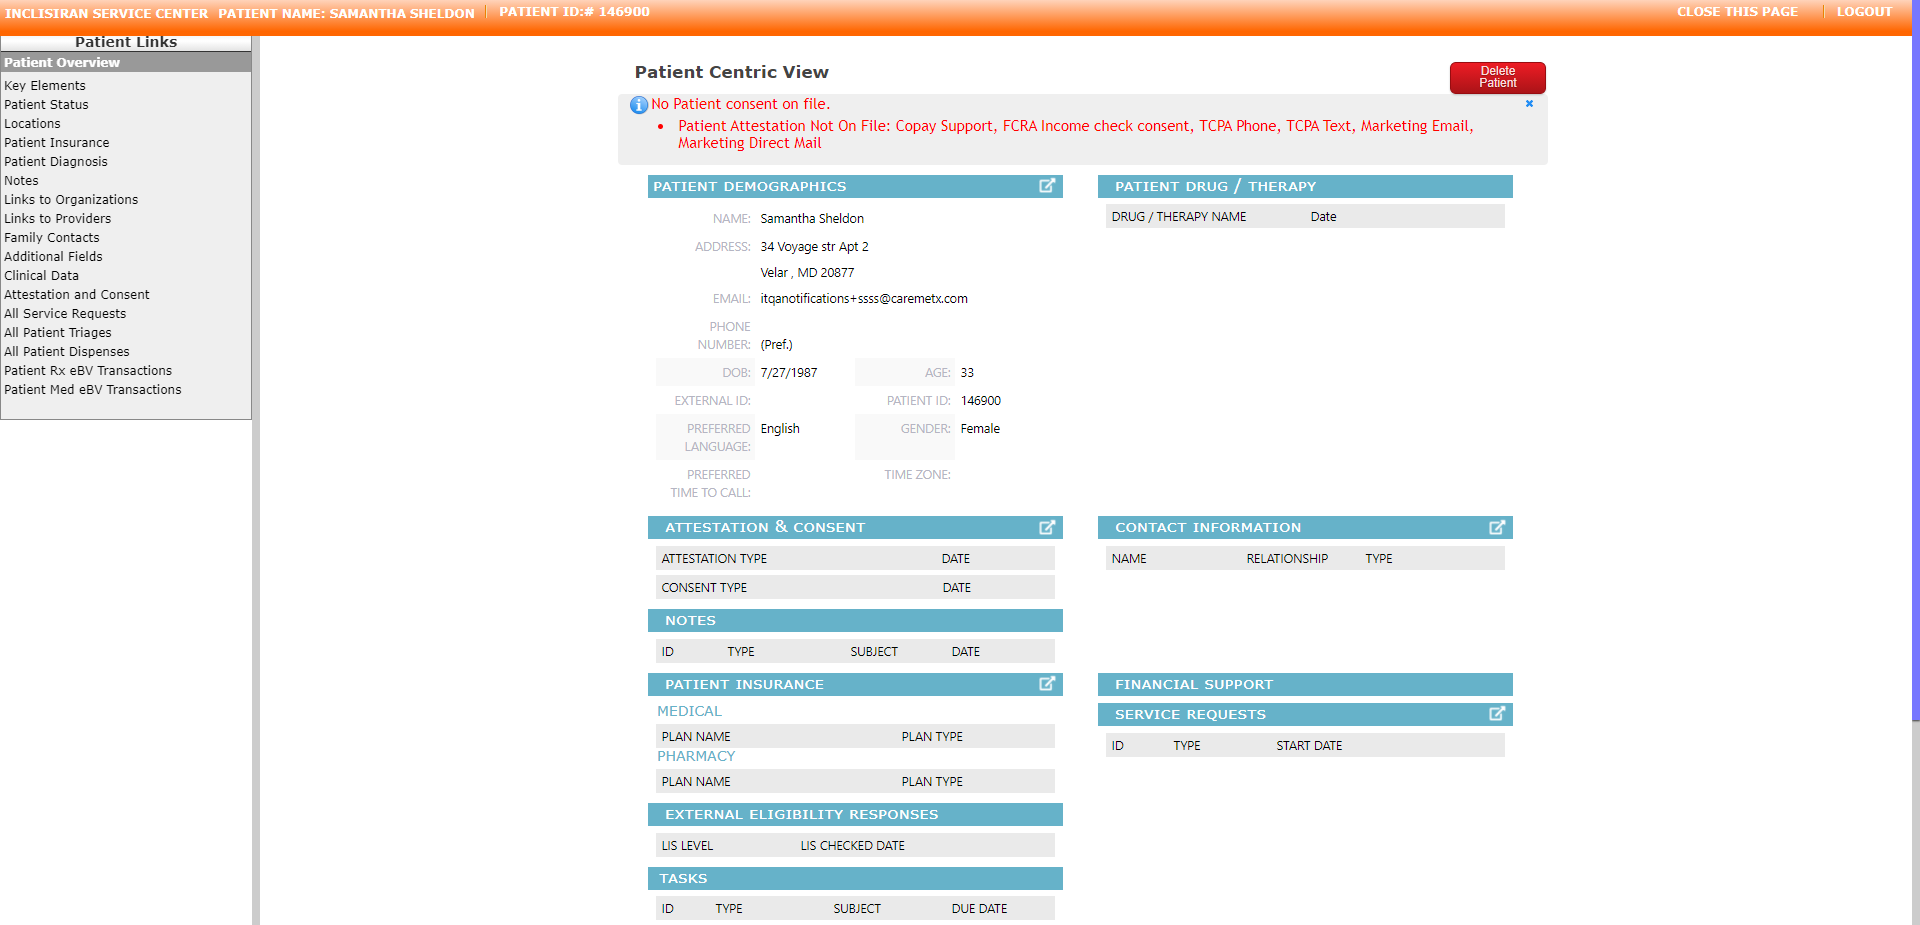 INCLISIRAN SERVICE CENTER PATIENT NAME: SAMANTHA SHELDON PATIENT ID:# 146900 CLOSE THIS PAGE LOGOUT
Patient Links
Patient Overview
Key Elements
Patient Status
Locations
Patient Insurance
Patient Diagnosis
Notes
Links to Organizations
Links to Providers
Family Contacts
Additional Fields
Clinical Data
Attestation and Consent
All Service Requests
All Patient Triages
All Patient Dispenses
Patient Rx eBV Transactions
Patient Med eBV Transactions
Patient Centric View
Delete
Patient
No Patient consent on file.
Patient Attestation Not On File: Copay Support, FCRA Income check consent, TCPA Phone, TCPA Text, Marketing Email,
Marketing Direct Mail
PATIENT DEMOGRAPHICS
NAME: Samantha Sheldon
ADDRESS: 34 Voyage str Apt 2
Velar , MD 20877
EMAIL: itqanotifications+ssss@caremetx.com
PHONE
NUMBER: (Pref.)
DOB: 7/27/1987 AGE: 33
EXTERNAL ID: PATIENT ID: 146900
PREFERRED English GENDER: Female
LANGUAGE:
PREFERRED TIME ZONE:
TIME TO CALL:
PATIENT DRUG / THERAPY
DRUG / THERAPY NAME Date
ATTESTATION & CONSENT
ATTESTATION TYPE DATE
CONSENT TYPE DATE
CONTACT INFORMATION
NAME RELATIONSHIP TYPE
NOTES
ID TYPE SUBJECT DATE
PATIENT INSURANCE
MEDICAL
PLAN NAME PLAN TYPE
PHARMACY
PLAN NAME PLAN TYPE
FINANCIAL SUPPORT
SERVICE REQUESTS
ID TYPE START DATE
EXTERNAL ELIGIBILITY RESPONSES
LIS LEVEL LIS CHECKED DATE
TASKS
ID TYPE SUBJECT DUE DATE